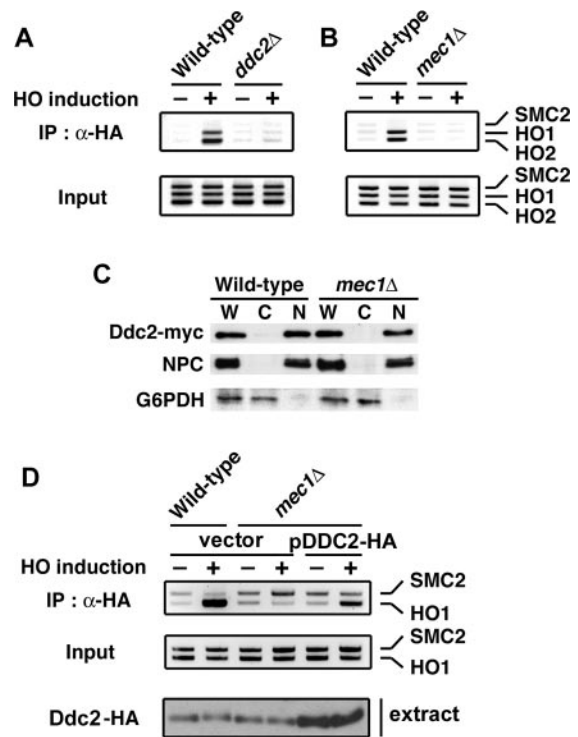 A
Wild-type ddc2Δ
HO induction − + − +
IP : α-HA
Input
B
Wild-type mec1Δ
− + − +
SMC2
HO1
HO2
SMC2
HO1
HO2
C
Wild-type mec1Δ
W C N W C N
Ddc2-myc
NPC
G6PDH
D
Wild-type mec1Δ
vector pDDC2-HA
HO induction − + − + − +
IP : α-HA
SMC2
HO1
Input
SMC2
HO1
Ddc2-HA extract